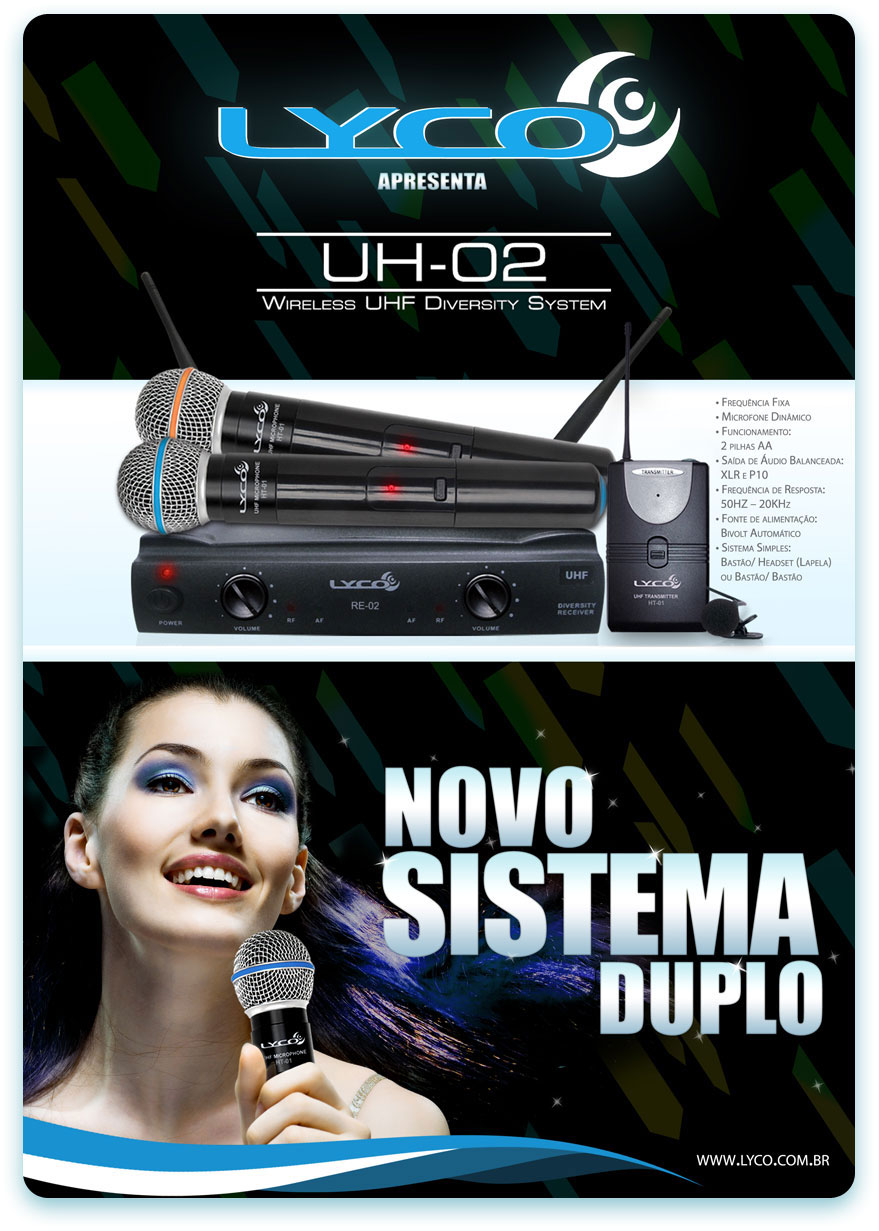 LYCO
APRESENTA
UH-02
WIRELESS UHF DIVERSITY SYSTEM
• FREQUÊNCIA FIXA
• MICROFONE DINÂMICO
• FUNCIONAMENTO:
2 PILHAS AA
• SAÍDA DE ÁUDIO BALANCEADA:
XLR E P10
• FREQUÊNCIA DE RESPOSTA:
50HZ – 20KHZ
• FONTE DE ALIMENTAÇÃO:
BIVOLT AUTOMÁTICO
• SISTEMA SIMPLES:
BASTÃO/ HEADSET (LAPELA)
OU BASTÃO/ BASTÃO
LYCO
UHF MICROPHONE
HT-01
LYCO
UHF MICROPHONE
HT-01
TRANSMITTER
LYCO
UHF TRANSMITTER
HT-01
LYCO
RE-02
UHF
DIVERSITY
RECEIVER
POWER
VOLUME
RF
AF
AF
RF
VOLUME
NOVO
SISTEMA
DUPLO
LYCO
UHF MICROPHONE
HT-01
WWW.LYCO.COM.BR